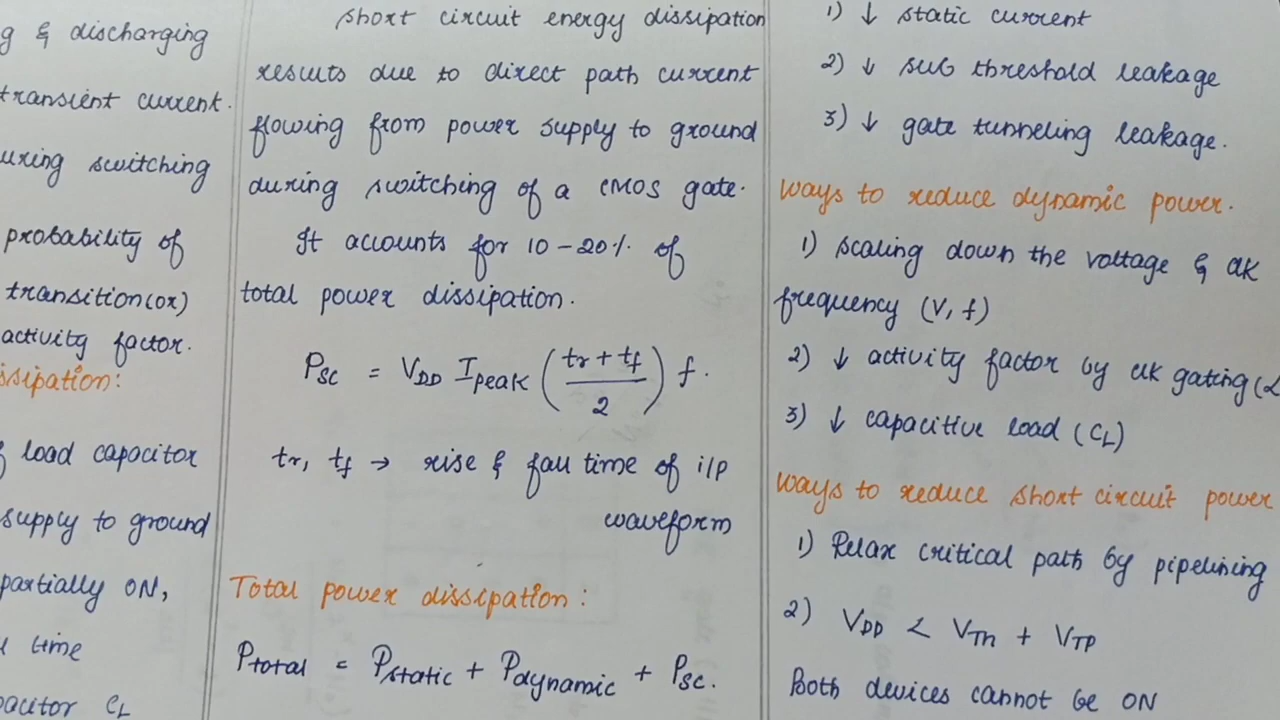 g & discharging
transient current.
uring switching
probability of
transition(or)
activity factor.
ssipation:
load capacitor
supply to ground
partially ON,
time
pacitor CL
short circuit energy dissipation
results due to direct path current
flowing from power supply to ground
during switching of a CMOS gate.
It accounts for 10-20% of
total power dissipation.
PSC = VDD Ipeak (tr + tf / 2) f.
tr, tf → rise & fall time of i/p
waveform
Total power dissipation:
Ptotal = Pstatic + Pdynamic + PSC.
1) ↓ static current
2) ↓ sub threshold leakage
3) ↓ gate tunneling leakage.
Ways to reduce dynamic power.
1) scaling down the voltage & clk
frequency (V, f)
2) ↓ activity factor by clk gating(α
3) ↓ capacitive load (CL)
Ways to reduce short circuit power
1) Relax critical path by pipelining
2) VDD < VTn + VTP
Both devices cannot be ON